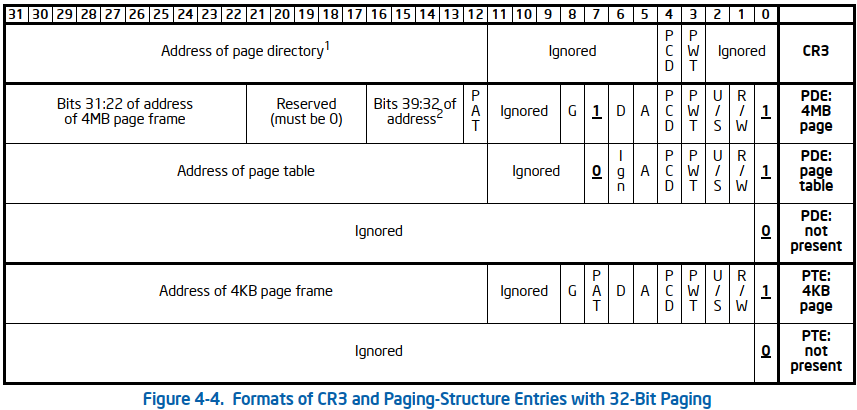 31 30 29 28 27 26 25 24 23 22 21 20 19 18 17 16 15 14 13 12 11 10 9 8 7 6 5 4 3 2 1 0
Address of page directory1 Ignored PCD PWT Ignored CR3
Bits 31:22 of address
of 4MB page frame
Reserved
(must be 0)
Bits 39:32 of
address2
PAT Ignored G 1 D A PCD PWT U/S R/W 1
PDE:
4MB
page
Address of page table Ignored 0 Ign A PCD PWT U/S R/W 1
PDE:
page
table
Ignored 0
PDE:
not
present
Address of 4KB page frame Ignored G PAT D A PCD PWT U/S R/W 1
PTE:
4KB
page
Ignored 0
PTE:
not
present
Figure 4-4. Formats of CR3 and Paging-Structure Entries with 32-Bit Paging